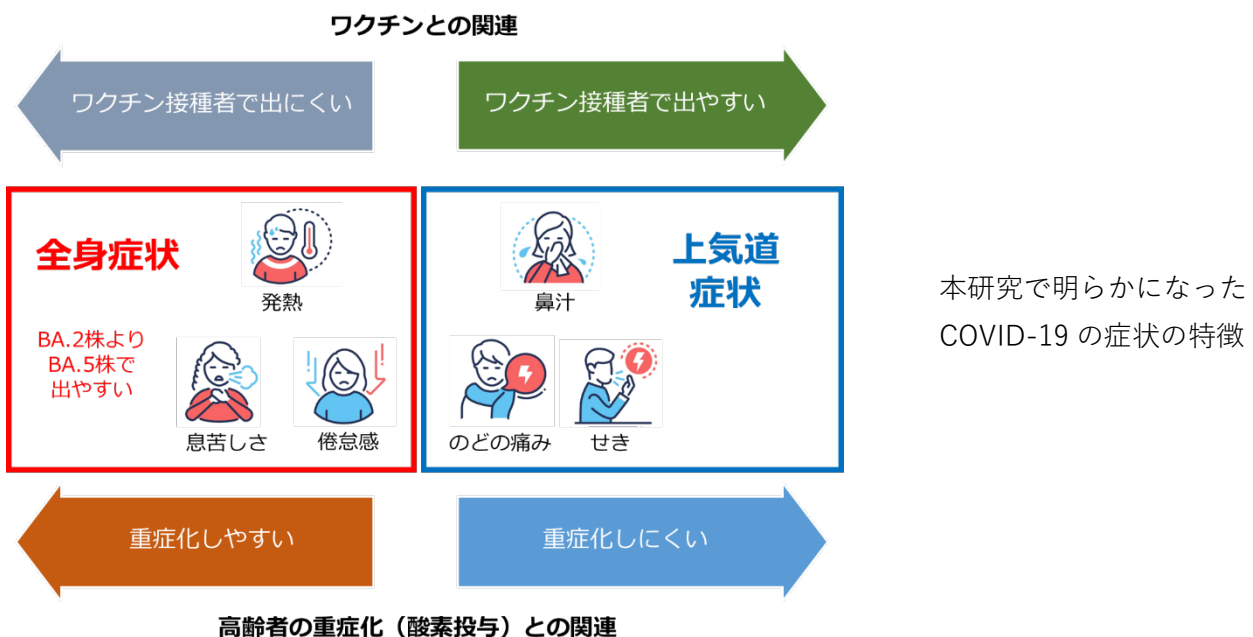 ワクチンとの関連
ワクチン接種者で出にくい
ワクチン接種者で出やすい
全身症状
発熱
BA.2株より
BA.5株で
出やすい
息苦しさ
倦怠感
鼻汁
上気道
症状
のどの痛み
せき
本研究で明らかになった
COVID-19 の症状の特徴
重症化しやすい
重症化しにくい
高齢者の重症化（酸素投与）との関連